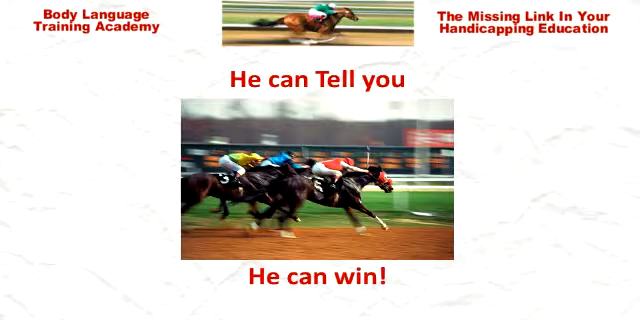 Body Language
Training Academy
The Missing Link In Your
Handicapping Education
He can Tell you
He can win!